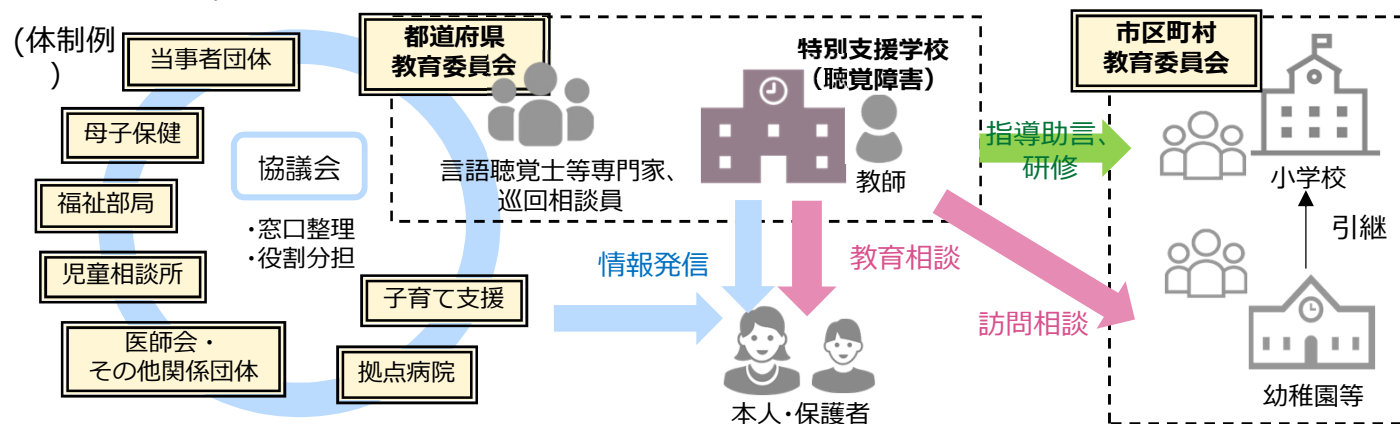 (体制例
)
当事者団体
母子保健
福祉部局
児童相談所
医師会・
その他関係団体
拠点病院
子育て支援
協議会
・窓口整理
・役割分担
都道府県
教育委員会
言語聴覚士等専門家、
巡回相談員
特別支援学校
（聴覚障害）
教師
情報発信
教育相談
本人・保護者
指導助言、
研修
訪問相談
市区町村
教育委員会
小学校
引継
幼稚園等